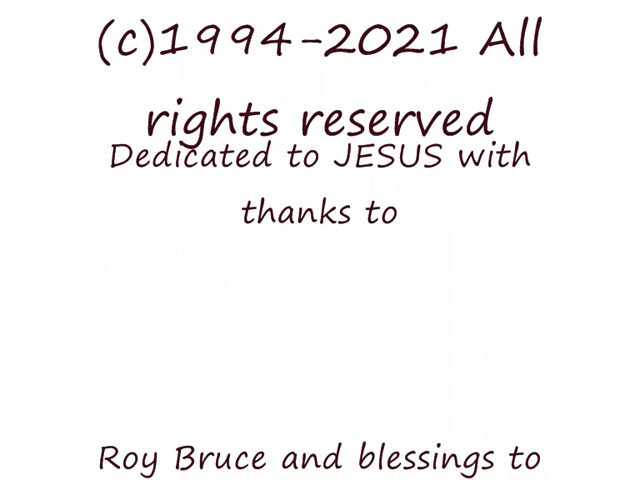 (c)1994-2021 All
rights reserved
Dedicated to JESUS with
thanks to
Roy Bruce and blessings to